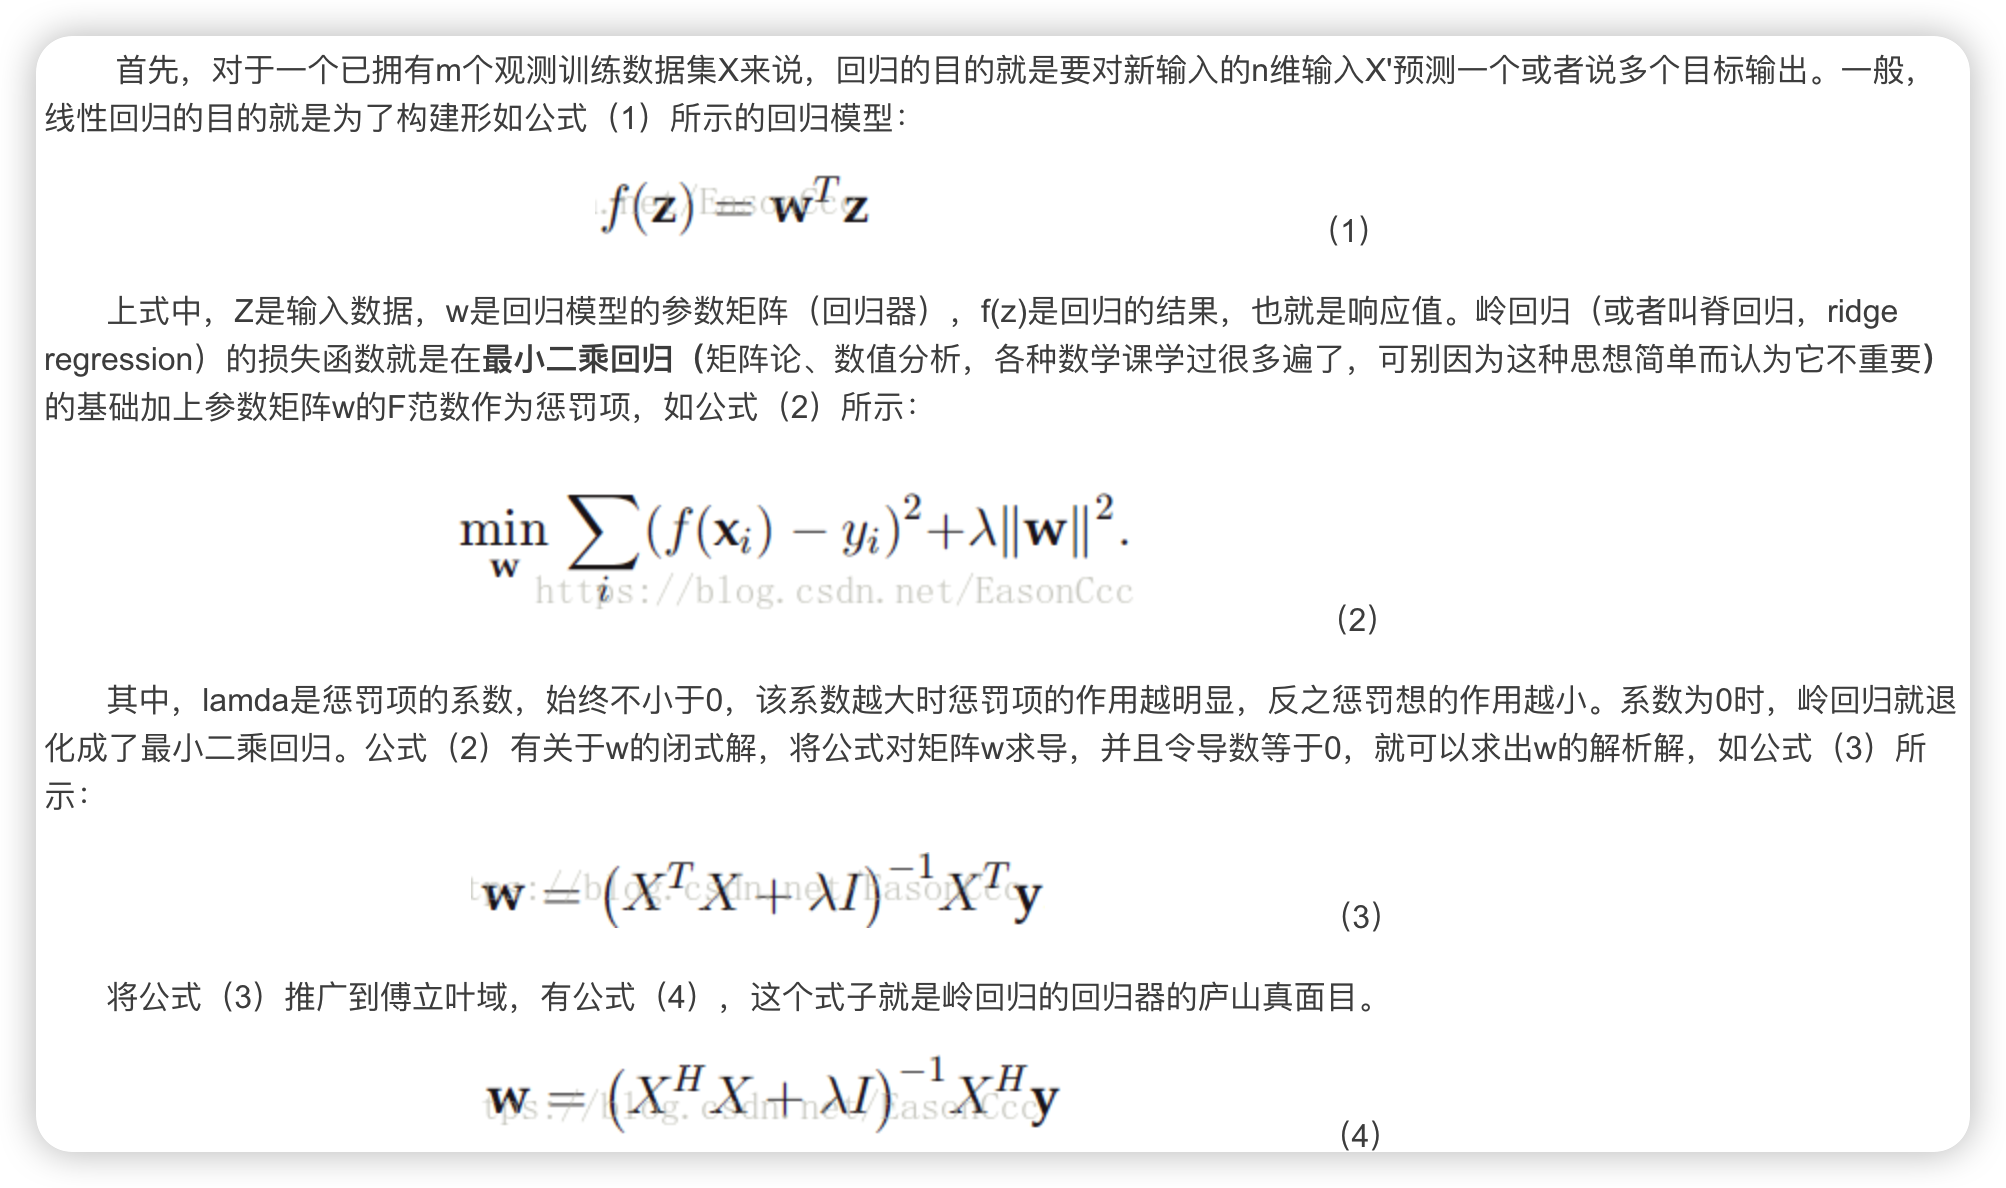 首先，对于一个已拥有m个观测训练数据集X来说，回归的目的就是要对新输入的n维输入X'预测一个或者说多个目标输出。一般，
线性回归的目的就是为了构建形如公式（1）所示的回归模型：
f(z) = w^T z
.net/EasonCcc
（1）
上式中，Z是输入数据，w是回归模型的参数矩阵（回归器），f(z)是回归的结果，也就是响应值。岭回归（或者叫脊回归，ridge
regression）的损失函数就是在最小二乘回归（矩阵论、数值分析，各种数学课学过很多遍了，可别因为这种思想简单而认为它不重要）
的基础加上参数矩阵w的F范数作为惩罚项，如公式（2）所示：
min_w ∑_i (f(x_i) − y_i)^2 + λ‖w‖^2.
https://blog.csdn.net/EasonCcc
（2）
其中，lamda是惩罚项的系数，始终不小于0，该系数越大时惩罚项的作用越明显，反之惩罚想的作用越小。系数为0时，岭回归就退
化成了最小二乘回归。公式（2）有关于w的闭式解，将公式对矩阵w求导，并且令导数等于0，就可以求出w的解析解，如公式（3）所
示：
w = (X^T X + λI)^{−1} X^T y
tps://blog.csdn.net/EasonCcc
（3）
将公式（3）推广到傅立叶域，有公式（4），这个式子就是岭回归的回归器的庐山真面目。
w = (X^H X + λI)^{−1} X^H y
tps://blog.csdn.net/EasonCcc
（4）